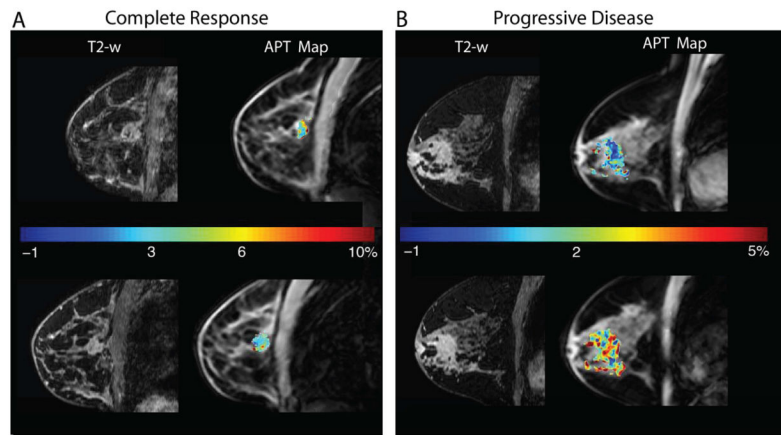 A
Complete Response
T2-w
APT Map
−1
3
6
10%
B
Progressive Disease
T2-w
APT Map
−1
2
5%